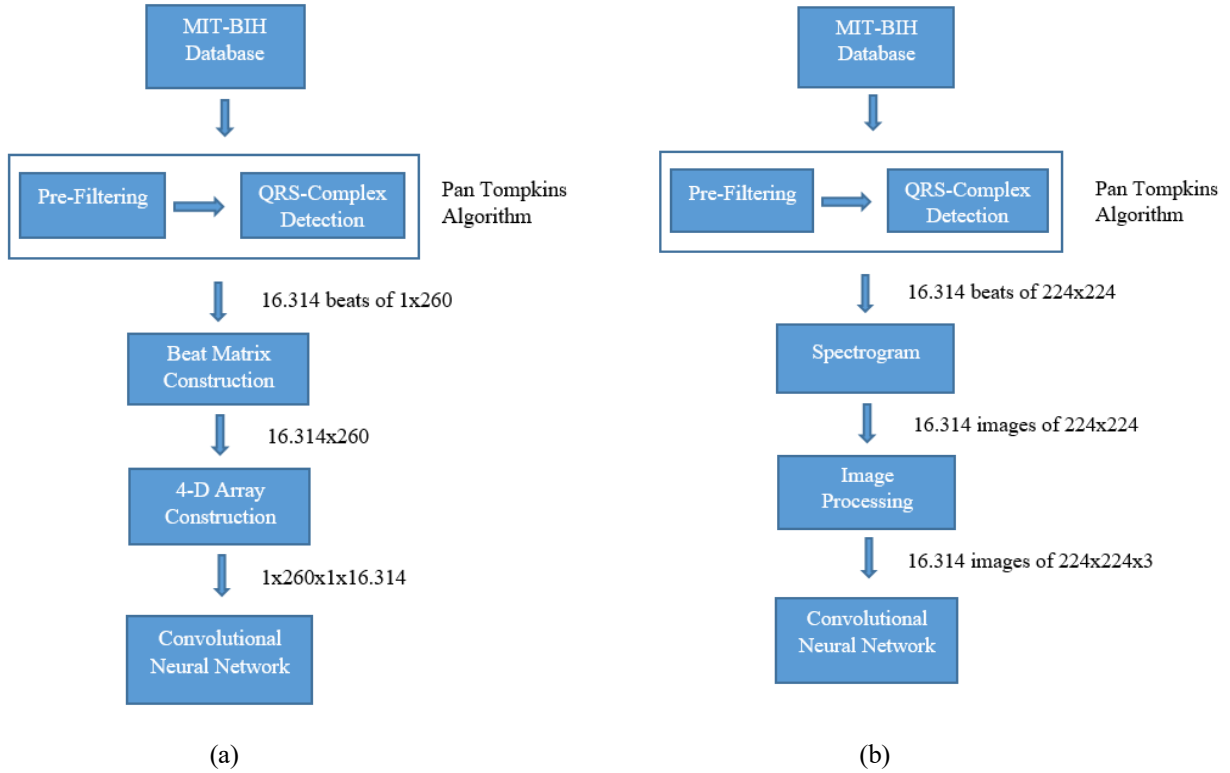 MIT-BIH
Database
Pre-Filtering
QRS-Complex
Detection
Pan Tompkins
Algorithm
16.314 beats of 1x260
Beat Matrix
Construction
16.314x260
4-D Array
Construction
1x260x1x16.314
Convolutional
Neural Network
(a)
MIT-BIH
Database
Pre-Filtering
QRS-Complex
Detection
Pan Tompkins
Algorithm
16.314 beats of 224x224
Spectrogram
16.314 images of 224x224
Image
Processing
16.314 images of 224x224x3
Convolutional
Neural Network
(b)